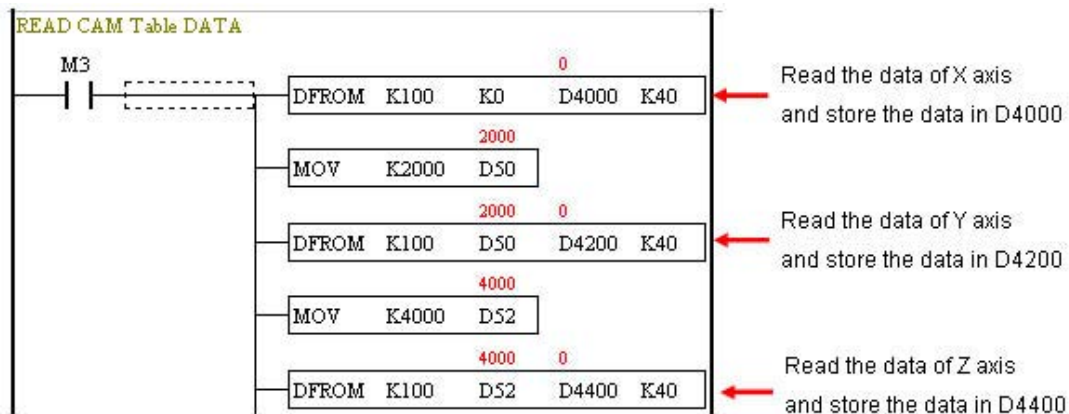 READ CAM Table DATA
M3
0
DFROM K100 K0 D4000 K40
Read the data of X axis
and store the data in D4000
2000
MOV K2000 D50
2000 0
DFROM K100 D50 D4200 K40
Read the data of Y axis
and store the data in D4200
4000
MOV K4000 D52
4000 0
DFROM K100 D52 D4400 K40
Read the data of Z axis
and store the data in D4400